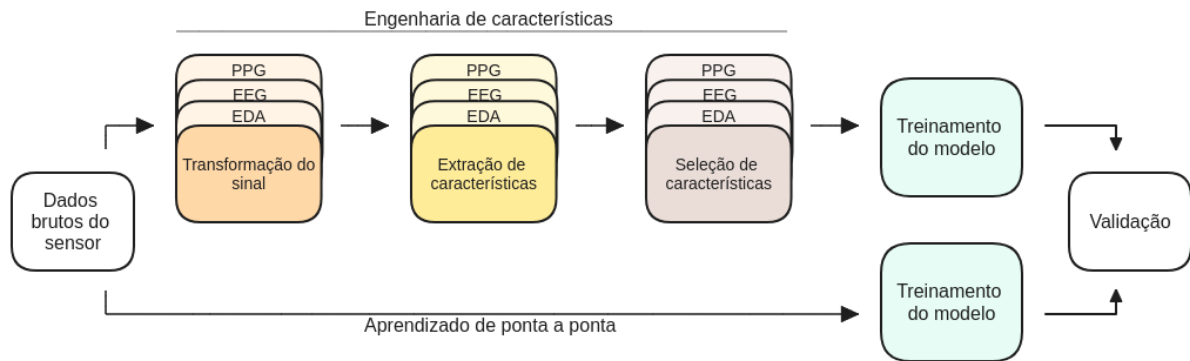 Engenharia de características
PPG
EEG
EDA
Transformação do
sinal
PPG
EEG
EDA
Extração de
características
PPG
EEG
EDA
Seleção de
características
Treinamento
do modelo
Dados
brutos do
sensor
Validação
Treinamento
do modelo
Aprendizado de ponta a ponta